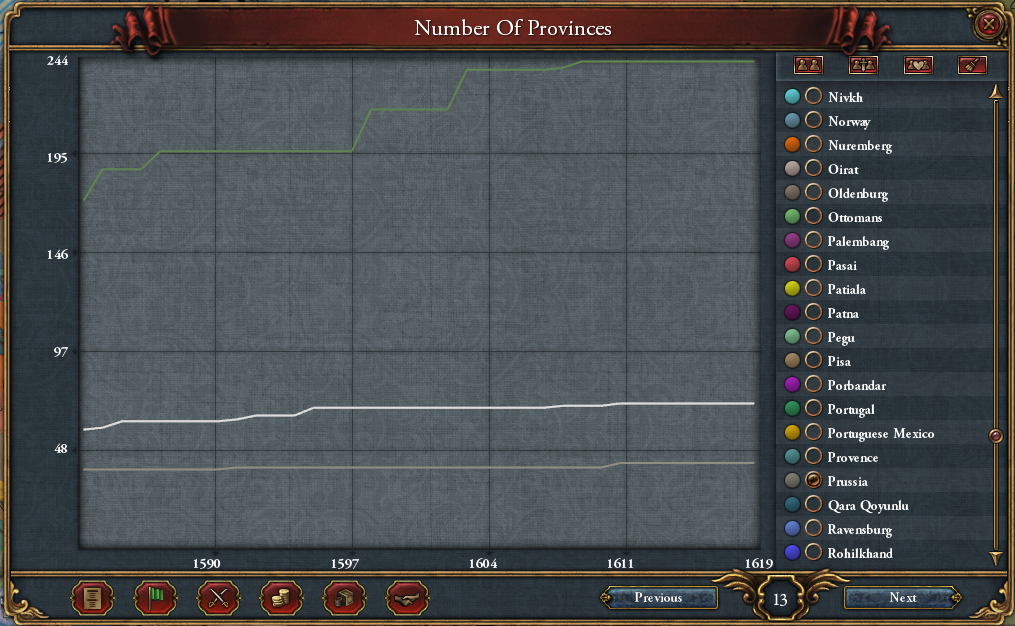 Number Of Provinces
244
195
146
97
48
1590
1597
1604
1611
1619
Nivkh
Norway
Nuremberg
Oirat
Oldenburg
Ottomans
Palembang
Pasai
Patiala
Patna
Pegu
Pisa
Porbandar
Portugal
Portuguese Mexico
Provence
Prussia
Qara Qoyunlu
Ravensburg
Rohilkhand
Previous
13
Next